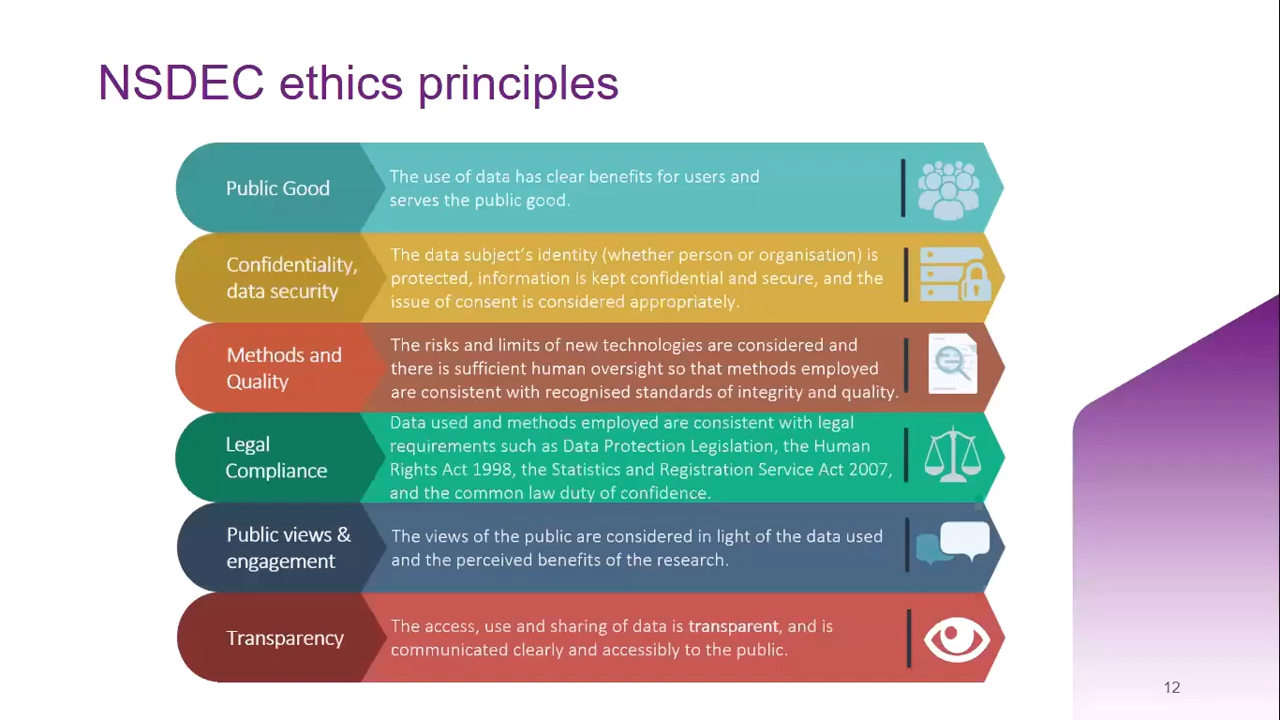 NSDEC ethics principles
Public Good
The use of data has clear benefits for users and
serves the public good.
Confidentiality,
data security
The data subject's identity (whether person or organisation) is
protected, information is kept confidential and secure, and the
issue of consent is considered appropriately.
Methods and
Quality
The risks and limits of new technologies are considered and
there is sufficient human oversight so that methods employed
are consistent with recognised standards of integrity and quality.
Legal
Compliance
Data used and methods employed are consistent with legal
requirements such as Data Protection Legislation, the Human
Rights Act 1998, the Statistics and Registration Service Act 2007,
and the common law duty of confidence.
Public views &
engagement
The views of the public are considered in light of the data used
and the perceived benefits of the research.
Transparency
The access, use and sharing of data is transparent, and is
communicated clearly and accessibly to the public.
12